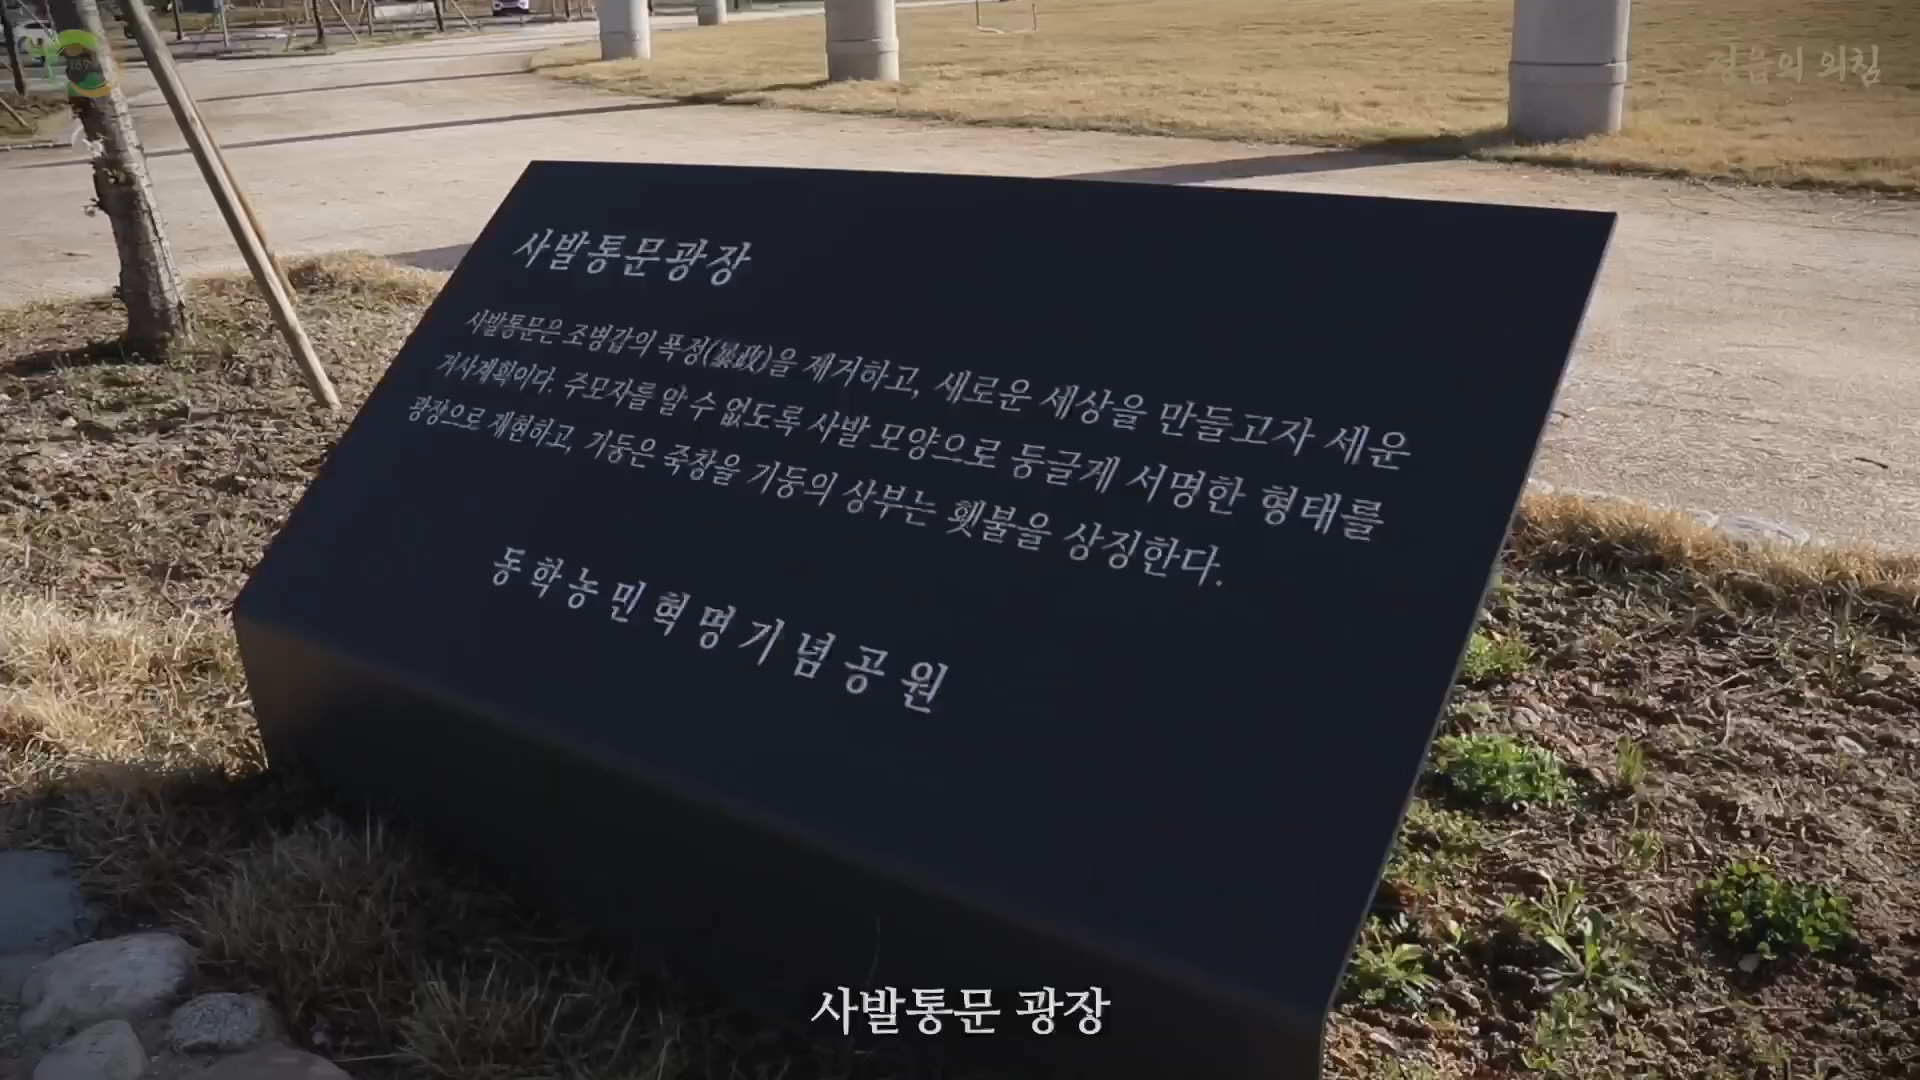 정읍의 외침
사발통문광장
사발통문은 조병갑의 폭정(暴政)을 제거하고, 새로운 세상을 만들고자 세운
거사계획이다. 주모자를 알 수 없도록 사발 모양으로 둥글게 서명한 형태를
광장으로 재현하고, 기둥은 죽창을 기둥의 상부는 횃불을 상징한다.
동학농민혁명기념공원
사발통문 광장